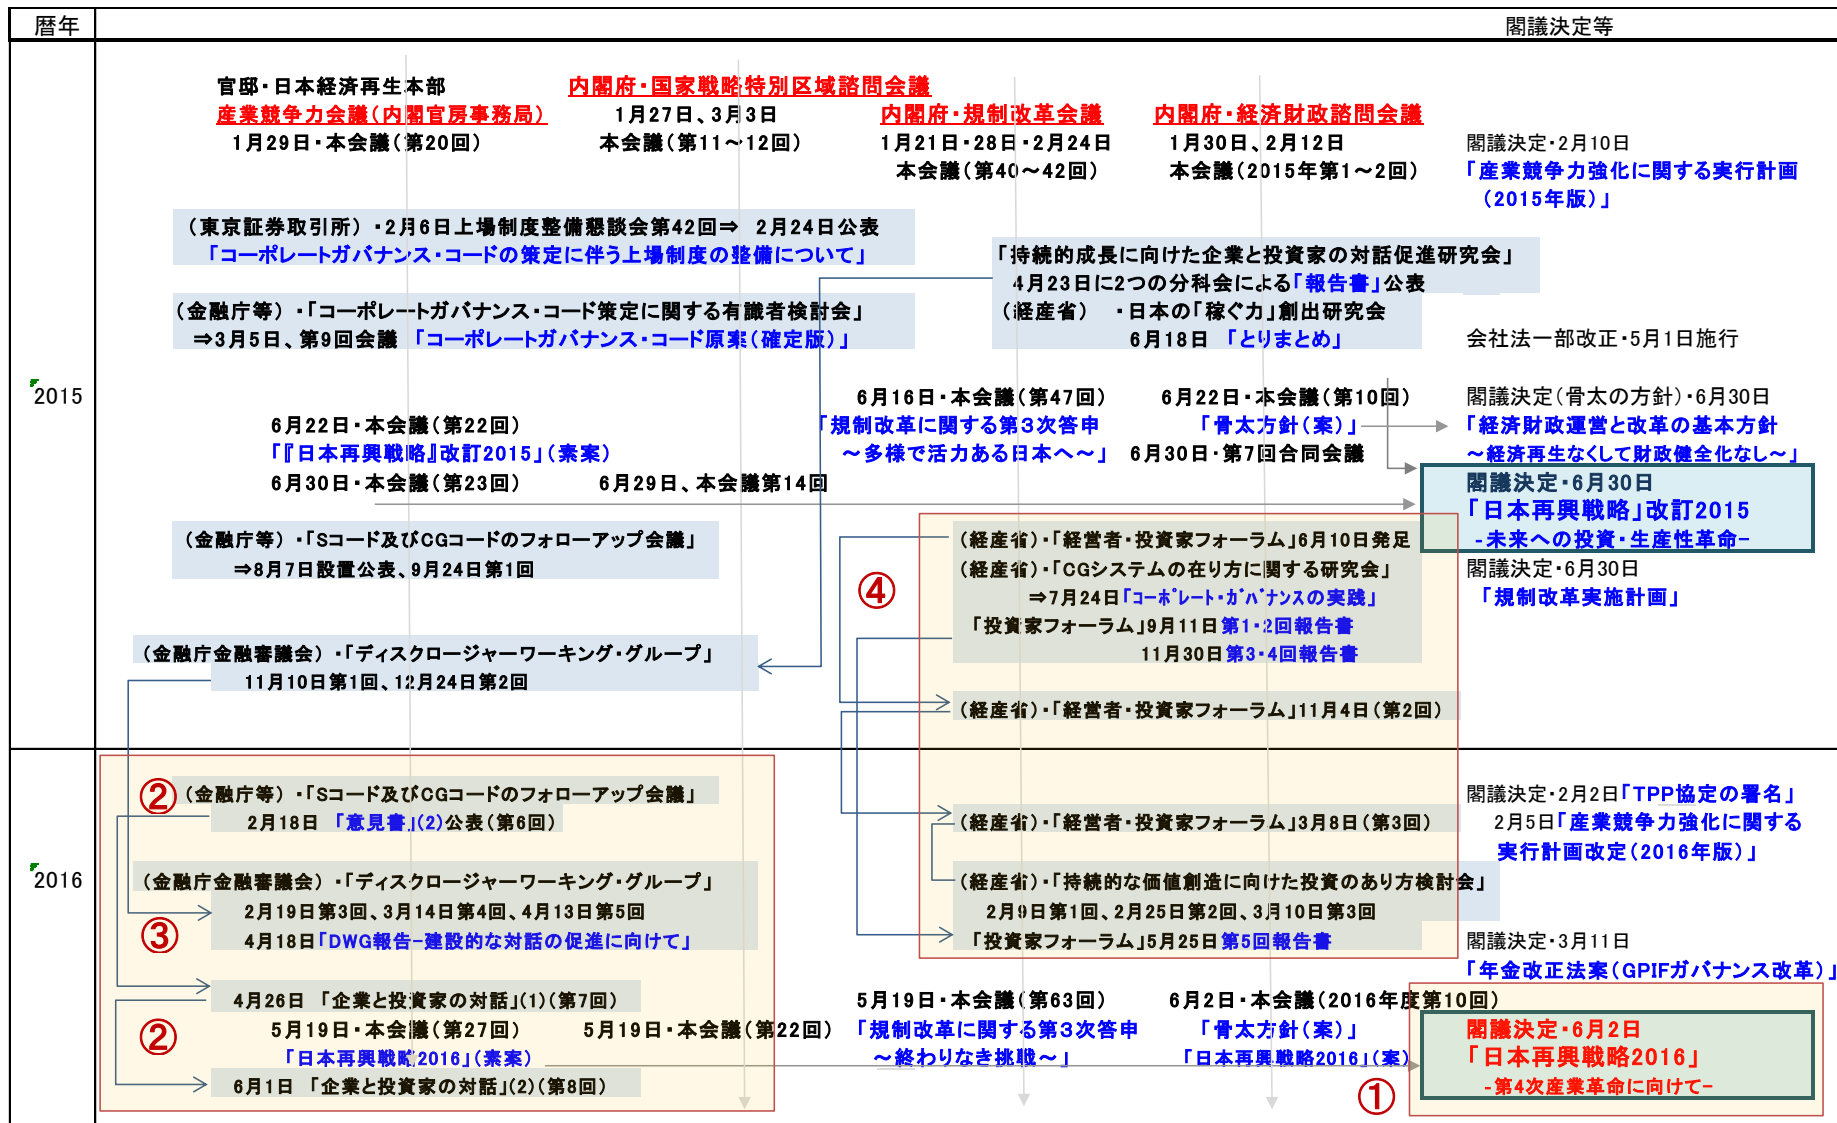 暦年
閣議決定等
2015
官邸・日本経済再生本部
産業競争力会議(内閣官房事務局)
1月29日・本会議(第20回)
内閣府・国家戦略特別区域諮問会議
1月27日、3月3日
本会議(第11～12回)
内閣府・規制改革会議
1月21日・28日・2月24日
本会議(第40～42回)
内閣府・経済財政諮問会議
1月30日、2月12日
本会議(2015年第1～2回)
閣議決定・2月10日
「産業競争力強化に関する実行計画
(2015年版)」
(東京証券取引所)・2月6日上場制度整備懇談会第42回⇒ 2月24日公表
「コーポレートガバナンス・コードの策定に伴う上場制度の整備について」
「持続的成長に向けた企業と投資家の対話促進研究会」
4月23日に2つの分科会による「報告書」公表
(金融庁等)・「コーポレートガバナンス・コード策定に関する有識者検討会」
⇒3月5日、第9回会議 「コーポレートガバナンス・コード原案(確定版)」
(経産省) ・日本の「稼ぐ力」創出研究会
6月18日 「とりまとめ」
会社法一部改正・5月1日施行
6月22日・本会議(第22回)
「『日本再興戦略』改訂2015」(素案)
6月30日・本会議(第23回)
6月29日、本会議第14回
6月16日・本会議(第47回)
「規制改革に関する第3次答申
～多様で活力ある日本へ～」
6月22日・本会議(第10回)
「骨太方針(案)」
6月30日・第7回合同会議
閣議決定(骨太の方針)・6月30日
「経済財政運営と改革の基本方針
～経済再生なくして財政健全化なし～」
閣議決定・6月30日
「日本再興戦略」改訂2015
-未来への投資・生産性革命-
閣議決定・6月30日
「規制改革実施計画」
(金融庁等)・「Sコード及びCGコードのフォローアップ会議」
⇒8月7日設置公表、9月24日第1回
④
(経産省)・「経営者・投資家フォーラム」6月10日発足
(経産省)・「CGシステムの在り方に関する研究会」
⇒7月24日「コーポレート・ガバナンスの実践」
「投資家フォーラム」9月11日第1・2回報告書
11月30日第3・4回報告書
(金融庁金融審議会)・「ディスクロージャーワーキング・グループ」
11月10日第1回、12月24日第2回
(経産省)・「経営者・投資家フォーラム」11月4日(第2回)
2016
②
(金融庁等)・「Sコード及びCGコードのフォローアップ会議」
2月18日 「意見書」(2)公表(第6回)
(経産省)・「経営者・投資家フォーラム」3月8日(第3回)
閣議決定・2月2日「TPP協定の署名」
2月5日「産業競争力強化に関する
実行計画改定(2016年版)」
(金融庁金融審議会)・「ディスクロージャーワーキング・グループ」
2月19日第3回、3月14日第4回、4月13日第5回
③
4月18日「DWG報告-建設的な対話の促進に向けて」
(経産省)・「持続的な価値創造に向けた投資のあり方検討会」
2月9日第1回、2月25日第2回、3月10日第3回
「投資家フォーラム」5月25日第5回報告書
閣議決定・3月11日
「年金改正法案(GPIFガバナンス改革)」
4月26日 「企業と投資家の対話」(1)(第7回)
②
5月19日・本会議(第27回)
「日本再興戦略2016」(素案)
6月1日 「企業と投資家の対話」(2)(第8回)
5月19日・本会議(第22回)
5月19日・本会議(第63回)
「規制改革に関する第3次答申
～終わりなき挑戦～」
6月2日・本会議(2016年度第10回)
「骨太方針(案)」
「日本再興戦略2016」(案)
①
閣議決定・6月2日
「日本再興戦略2016」
-第4次産業革命に向けて-